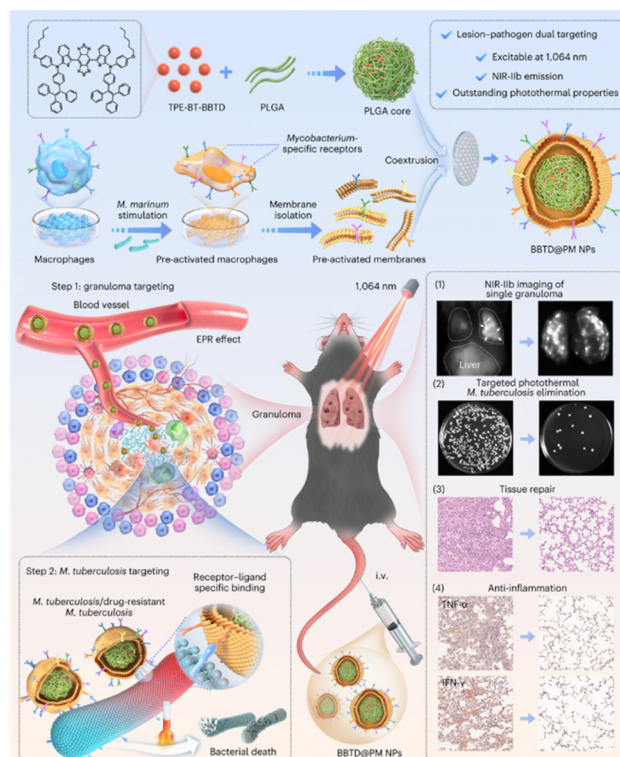 TPE-BT-BBTD
+
PLGA
PLGA core
Lesion–pathogen dual targeting
Excitable at 1,064 nm
NIR-IIb emission
Outstanding photothermal properties
Mycobacterium-
specific receptors
Coextrusion
M. marinum
stimulation
Membrane
isolation
Macrophages
Pre-activated macrophages
Pre-activated membranes
BBTD@PM NPs
Step 1: granuloma targeting
Blood vessel
EPR effect
Granuloma
1,064 nm
(1) NIR-IIb imaging of
single granuloma
Liver
(2) Targeted photothermal
M. tuberculosis elimination
(3) Tissue repair
(4) Anti-inflammation
TNF-α
IFN-γ
Step 2: M. tuberculosis targeting
Receptor–ligand
specific binding
M. tuberculosis/drug-resistant
M. tuberculosis
Bacterial death
i.v.
BBTD@PM NPs